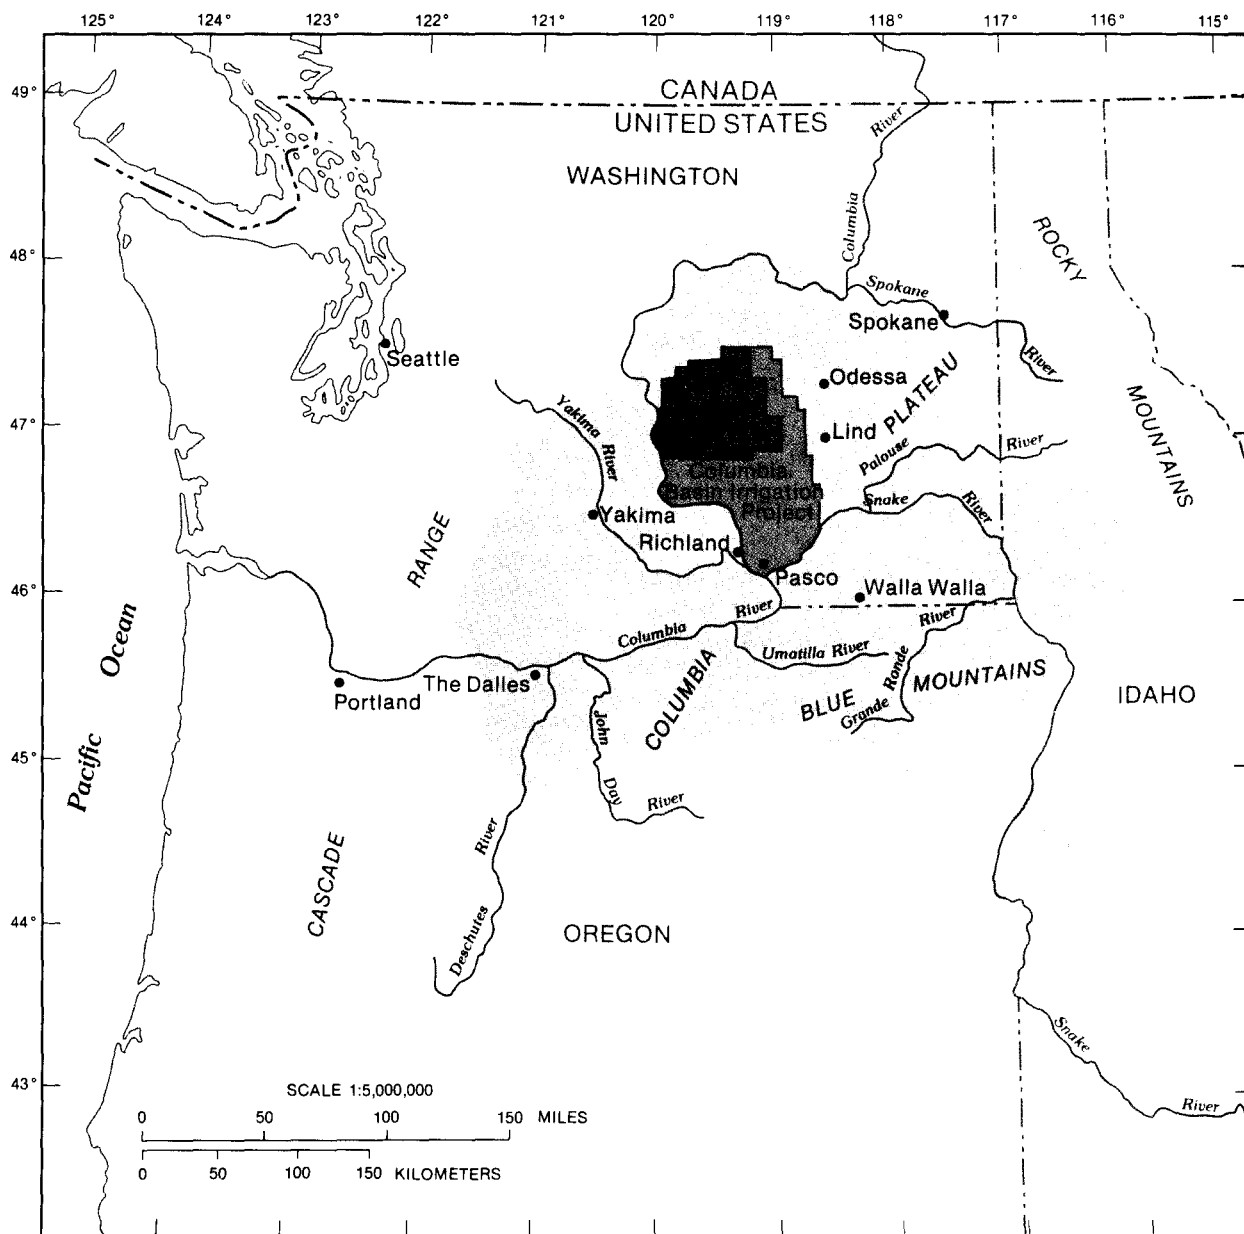 125° 124° 123° 122° 121° 120° 119° 118° 117° 116° 115°
49°
CANADA
UNITED STATES
River
WASHINGTON
Columbia
ROCKY
48°
Spokane
Spokane
River
Seattle
Odessa
PLATEAU
MOUNTAINS
47°
Yakima
River
Lind
Palouse
River
Columbia
Basin Irrigation
Project
Snake
River
Yakima
Richland
RANGE
Pasco
Walla Walla
46°
Columbia
River
River
Umatilla River
Grande Ronde
BLUE
MOUNTAINS
COLUMBIA
IDAHO
Pacific Ocean
The Dalles
Portland
John
Day
River
45°
River
Deschutes
CASCADE
44°
OREGON
Snake
River
43°
SCALE 1:5,000,000
0 50 100 150 MILES
0 50 100 150 KILOMETERS